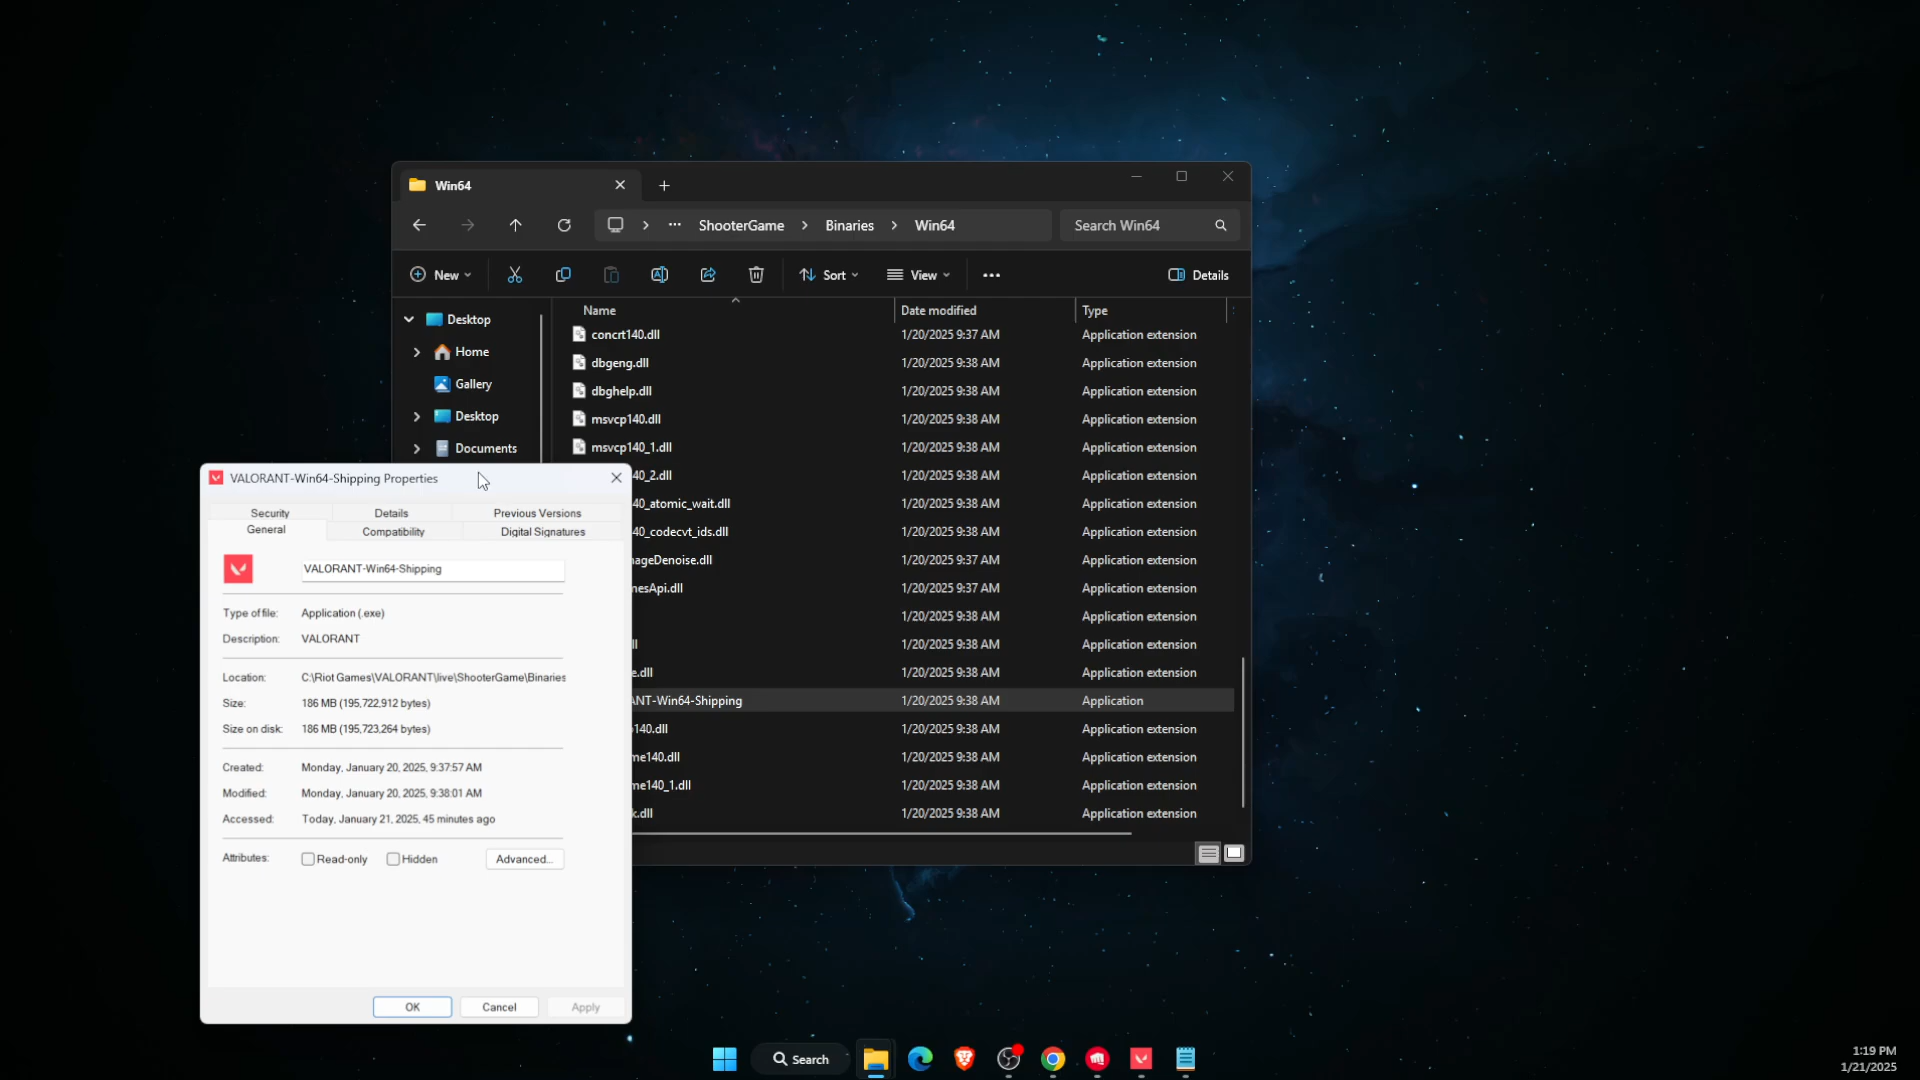 Win64
ShooterGame
Binaries
Win64
Search Win64
New
Sort
View
Details
Name
Date modified
Type
Desktop
Home
Gallery
Desktop
Documents
concrt140.dll 1/20/2025 9:37 AM Application extension
dbgeng.dll 1/20/2025 9:38 AM Application extension
dbghelp.dll 1/20/2025 9:38 AM Application extension
msvcp140.dll 1/20/2025 9:38 AM Application extension
msvcp140_1.dll 1/20/2025 9:38 AM Application extension
40_2.dll 1/20/2025 9:38 AM Application extension
40_atomic_wait.dll 1/20/2025 9:38 AM Application extension
40_codecvt_ids.dll 1/20/2025 9:38 AM Application extension
nageDenoise.dll 1/20/2025 9:37 AM Application extension
nesApi.dll 1/20/2025 9:37 AM Application extension
1/20/2025 9:38 AM Application extension
ll 1/20/2025 9:38 AM Application extension
e.dll 1/20/2025 9:38 AM Application extension
ANT-Win64-Shipping 1/20/2025 9:38 AM Application
140.dll 1/20/2025 9:38 AM Application extension
me140.dll 1/20/2025 9:38 AM Application extension
me140_1.dll 1/20/2025 9:38 AM Application extension
k.dll 1/20/2025 9:38 AM Application extension
VALORANT-Win64-Shipping Properties
Security Details Previous Versions
General Compatibility Digital Signatures
VALORANT-Win64-Shipping
Type of file: Application (.exe)
Description: VALORANT
Location: C:\Riot Games\VALORANT\live\ShooterGame\Binaries
Size: 186 MB (195,722,912 bytes)
Size on disk: 186 MB (195,723,264 bytes)
Created: Monday, January 20, 2025, 9:37:57 AM
Modified: Monday, January 20, 2025, 9:38:01 AM
Accessed: Today, January 21, 2025, 45 minutes ago
Attributes: Read-only Hidden Advanced...
OK Cancel Apply
Search
1:19 PM
1/21/2025